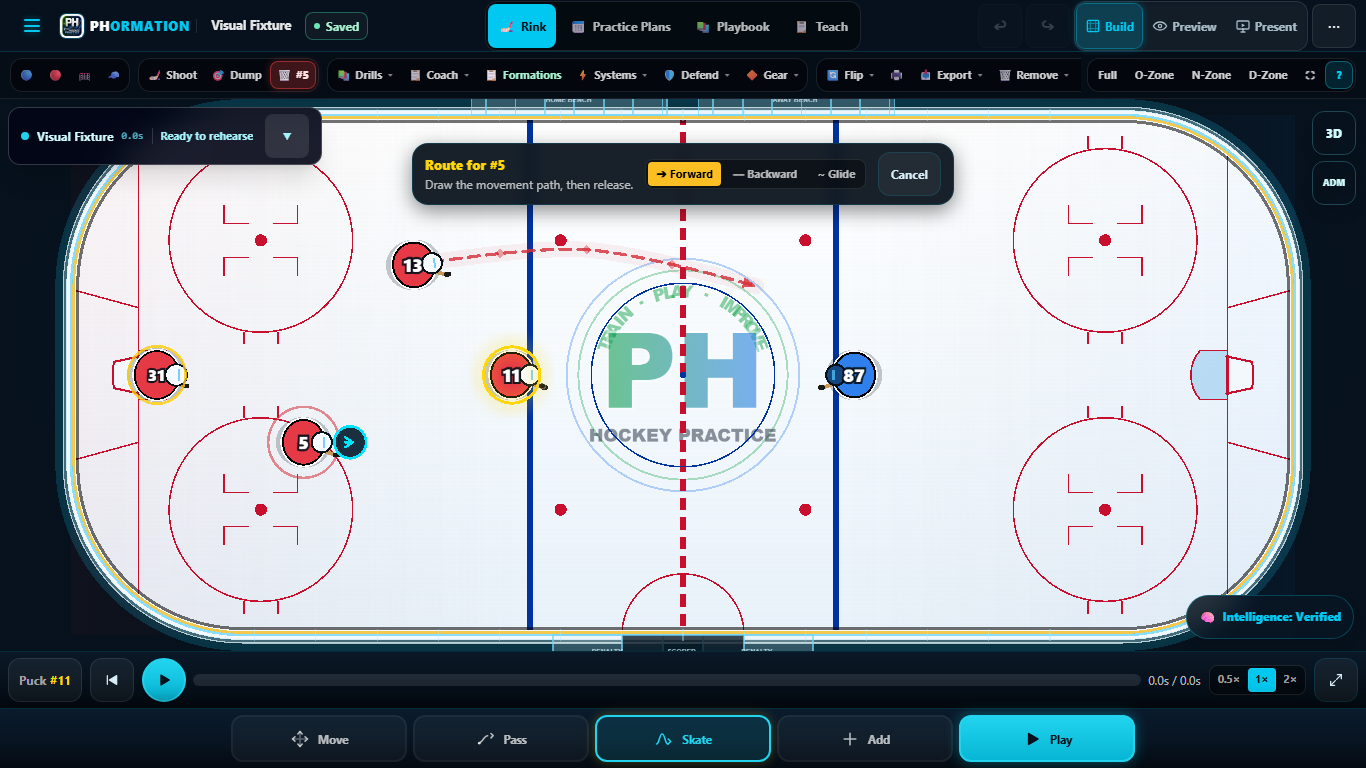 PH PHORMATION Visual Fixture Saved Rink Practice Plans Playbook Teach Build Preview Present ...
Shoot Dump #5 Drills Coach Formations Systems Defend Gear Flip Export Remove Full O-Zone N-Zone D-Zone ?
HOME BENCH AWAY BENCH
Visual Fixture 0.0s Ready to rehearse
3D
ADM
Route for #5
Draw the movement path, then release.
➔ Forward — Backward ~ Glide Cancel
13
TRAIN · PLAY · IMPROVE
PH
HOCKEY PRACTICE
31
11
87
5
Intelligence: Verified
PENALTY SCORER PENALTY
Puck #11 0.0s / 0.0s 0.5× 1× 2×
Move Pass Skate Add Play